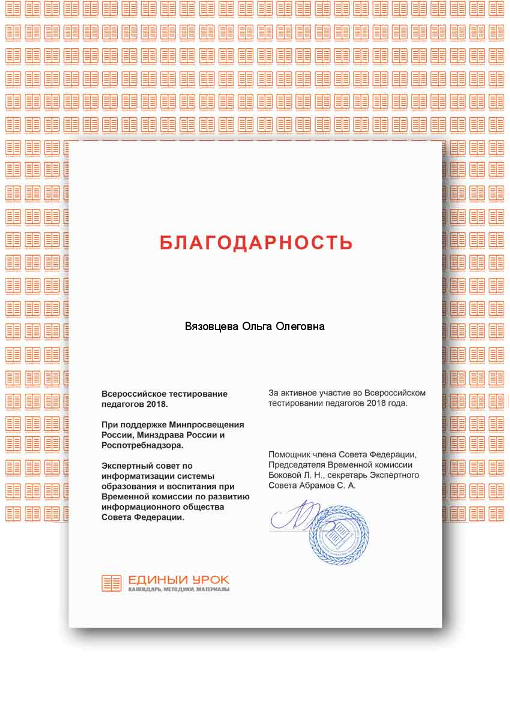 БЛАГОДАРНОСТЬ
Вязовцева Ольга Олеговна
Всероссийское тестирование
педагогов 2018.
При поддержке Минпросвещения
России, Минздрава России и
Роспотребнадзора.
Экспертный совет по
информатизации системы
образования и воспитания при
Временной комиссии по развитию
информационного общества
Совета Федерации.
За активное участие во Всероссийском
тестировании педагогов 2018 года.
Помощник члена Совета Федерации,
Председателя Временной комиссии
Боковой Л. Н., секретарь Экспертного
Совета Абрамов С. А.
ЕДИНЫЙ УРОК
КАЛЕНДАРЬ, МЕТОДИКИ, МАТЕРИАЛЫ